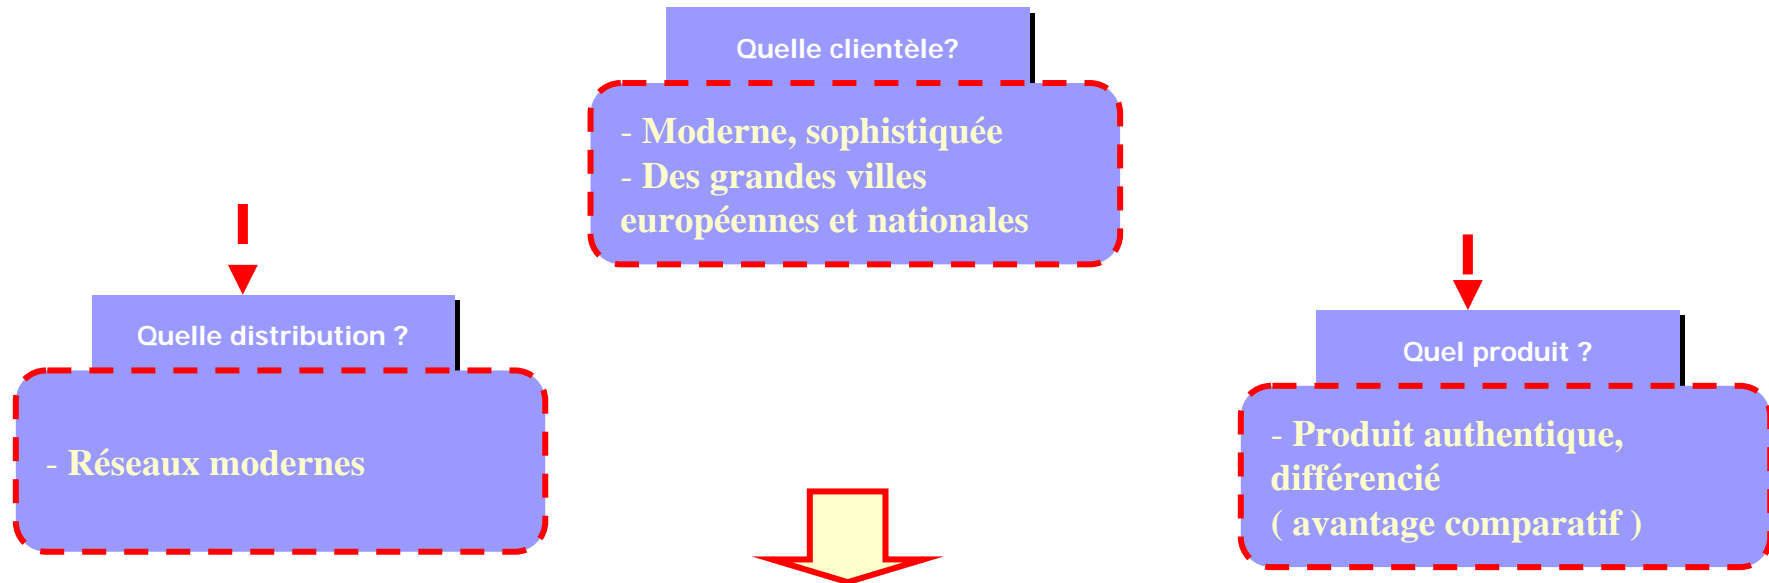 Quelle clientèle?
- Moderne, sophistiquée
- Des grandes villes
européennes et nationales
Quelle distribution ?
- Réseaux modernes
Quel produit ?
- Produit authentique,
différencié
( avantage comparatif )